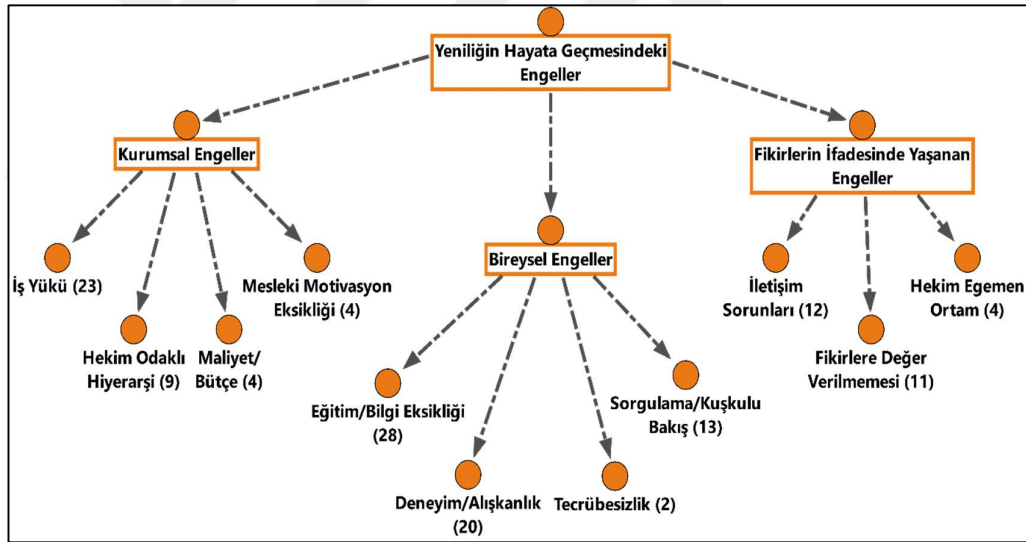 Yeniliğin Hayata Geçmesindeki
Engeller
Kurumsal Engeller
Fikirlerin İfadesinde Yaşanan
Engeller
Bireysel Engeller
İş Yükü (23)
Hekim Odaklı
Hiyerarşi (9)
Maliyet/
Bütçe (4)
Mesleki Motivasyon
Eksikliği (4)
Eğitim/Bilgi Eksikliği
(28)
Deneyim/Alışkanlık
(20)
Tecrübesizlik (2)
Sorgulama/Kuşkulu
Bakış (13)
İletişim
Sorunları (12)
Fikirlere Değer
Verilmemesi (11)
Hekim Egemen
Ortam (4)